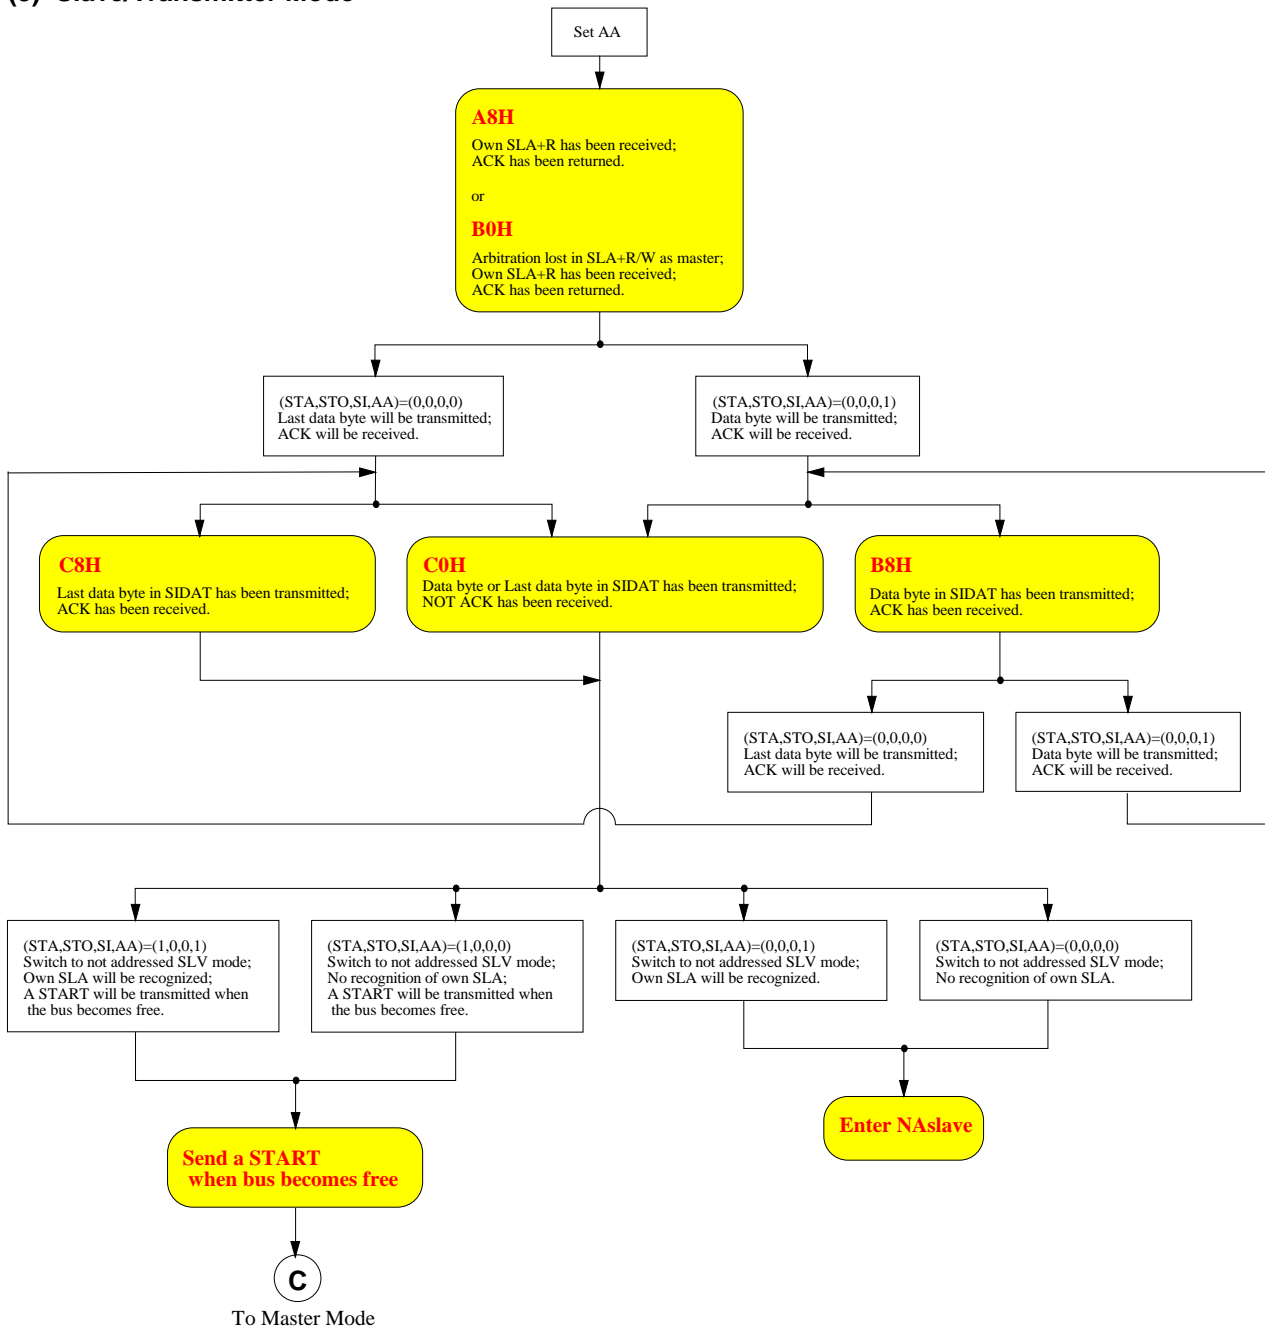 Set AA
A8H
Own SLA+R has been received;
ACK has been returned.
or
B0H
Arbitration lost in SLA+R/W as master;
Own SLA+R has been received;
ACK has been returned.
(STA,STO,SI,AA)=(0,0,0,0)
Last data byte will be transmitted;
ACK will be received.
(STA,STO,SI,AA)=(0,0,0,1)
Data byte will be transmitted;
ACK will be received.
C8H
Last data byte in SIDAT has been transmitted;
ACK has been received.
C0H
Data byte or Last data byte in SIDAT has been transmitted;
NOT ACK has been received.
B8H
Data byte in SIDAT has been transmitted;
ACK has been received.
(STA,STO,SI,AA)=(0,0,0,0)
Last data byte will be transmitted;
ACK will be received.
(STA,STO,SI,AA)=(0,0,0,1)
Data byte will be transmitted;
ACK will be received.
(STA,STO,SI,AA)=(1,0,0,1)
Switch to not addressed SLV mode;
Own SLA will be recognized;
A START will be transmitted when
the bus becomes free.
(STA,STO,SI,AA)=(1,0,0,0)
Switch to not addressed SLV mode;
No recognition of own SLA;
A START will be transmitted when
the bus becomes free.
(STA,STO,SI,AA)=(0,0,0,1)
Switch to not addressed SLV mode;
Own SLA will be recognized.
(STA,STO,SI,AA)=(0,0,0,0)
Switch to not addressed SLV mode;
No recognition of own SLA.
Send a START
when bus becomes free
Enter NAslave
C
To Master Mode